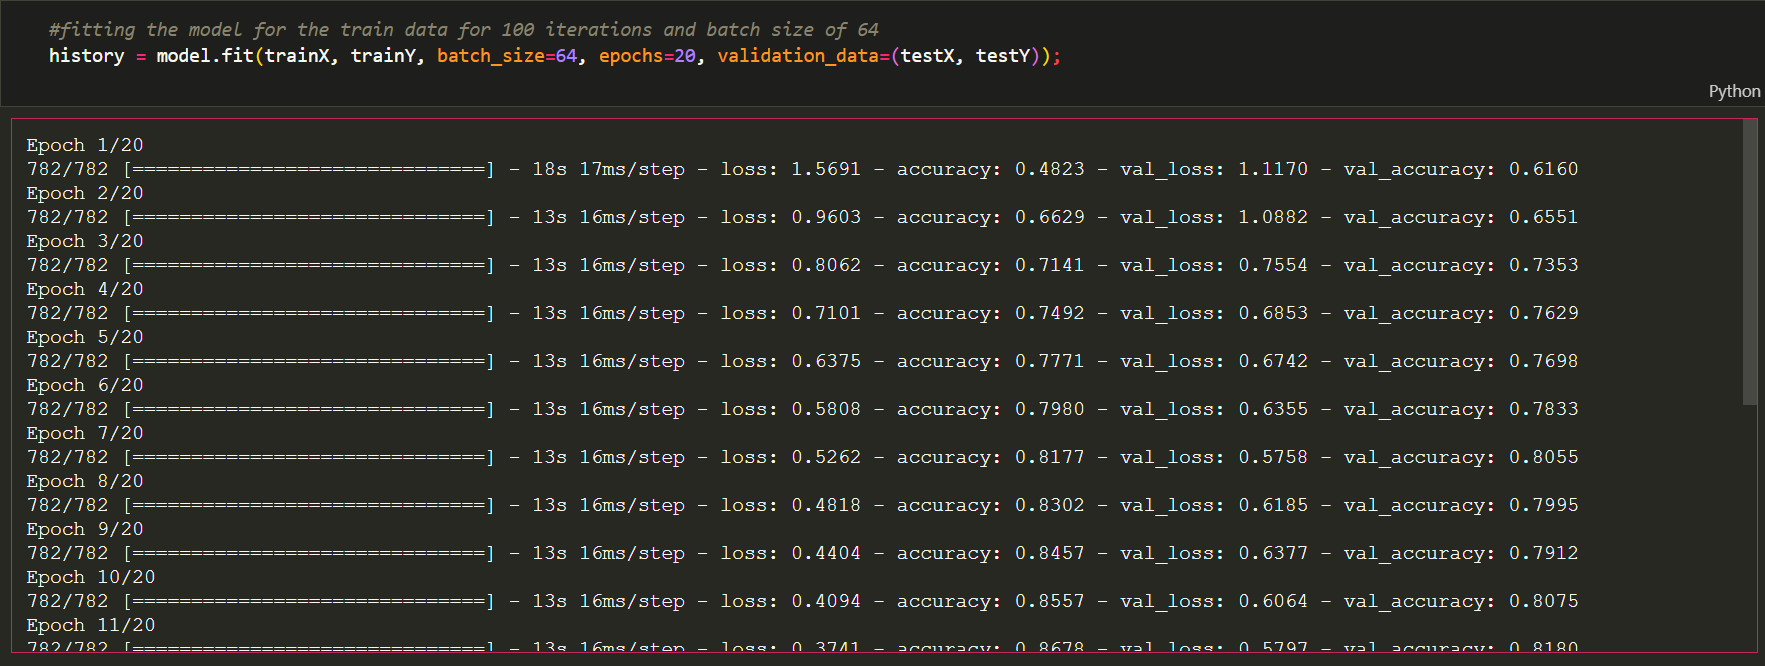 #fitting the model for the train data for 100 iterations and batch size of 64
history = model.fit(trainX, trainY, batch_size=64, epochs=20, validation_data=(testX, testY));
Python
Epoch 1/20
782/782 [==============================] - 18s 17ms/step - loss: 1.5691 - accuracy: 0.4823 - val_loss: 1.1170 - val_accuracy: 0.6160
Epoch 2/20
782/782 [==============================] - 13s 16ms/step - loss: 0.9603 - accuracy: 0.6629 - val_loss: 1.0882 - val_accuracy: 0.6551
Epoch 3/20
782/782 [==============================] - 13s 16ms/step - loss: 0.8062 - accuracy: 0.7141 - val_loss: 0.7554 - val_accuracy: 0.7353
Epoch 4/20
782/782 [==============================] - 13s 16ms/step - loss: 0.7101 - accuracy: 0.7492 - val_loss: 0.6853 - val_accuracy: 0.7629
Epoch 5/20
782/782 [==============================] - 13s 16ms/step - loss: 0.6375 - accuracy: 0.7771 - val_loss: 0.6742 - val_accuracy: 0.7698
Epoch 6/20
782/782 [==============================] - 13s 16ms/step - loss: 0.5808 - accuracy: 0.7980 - val_loss: 0.6355 - val_accuracy: 0.7833
Epoch 7/20
782/782 [==============================] - 13s 16ms/step - loss: 0.5262 - accuracy: 0.8177 - val_loss: 0.5758 - val_accuracy: 0.8055
Epoch 8/20
782/782 [==============================] - 13s 16ms/step - loss: 0.4818 - accuracy: 0.8302 - val_loss: 0.6185 - val_accuracy: 0.7995
Epoch 9/20
782/782 [==============================] - 13s 16ms/step - loss: 0.4404 - accuracy: 0.8457 - val_loss: 0.6377 - val_accuracy: 0.7912
Epoch 10/20
782/782 [==============================] - 13s 16ms/step - loss: 0.4094 - accuracy: 0.8557 - val_loss: 0.6064 - val_accuracy: 0.8075
Epoch 11/20
782/782 [==============================] - 13s 16ms/step - loss: 0.3741 - accuracy: 0.8678 - val_loss: 0.5797 - val_accuracy: 0.8180